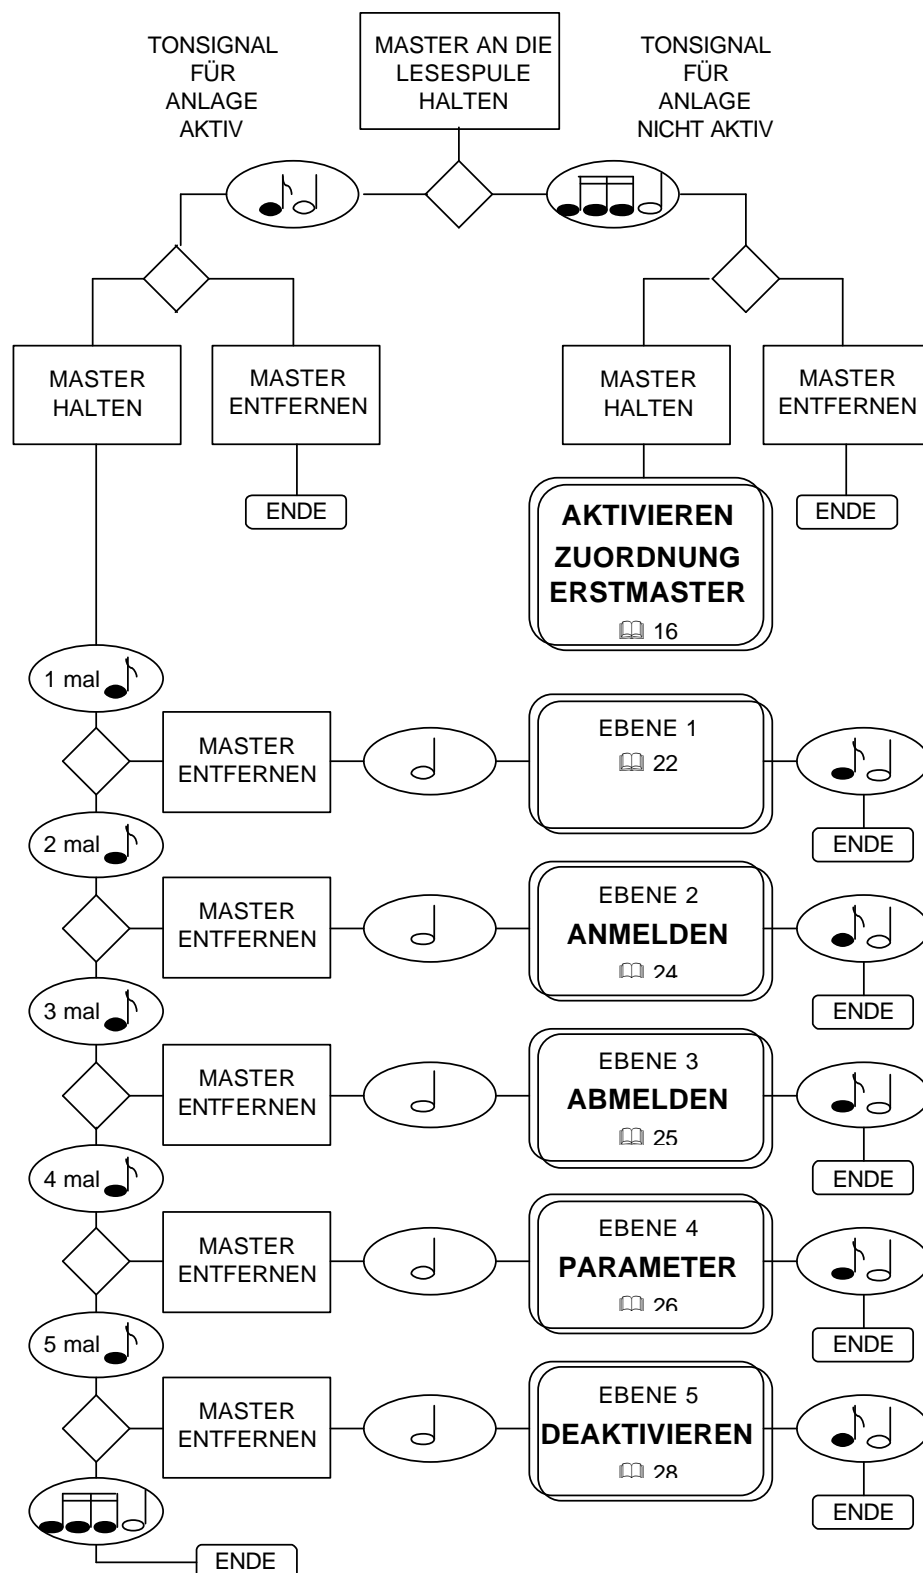 TONSIGNAL
FÜR
ANLAGE
AKTIV
MASTER AN DIE
LESESPULE
HALTEN
TONSIGNAL
FÜR
ANLAGE
NICHT AKTIV
MASTER
HALTEN
MASTER
ENTFERNEN
MASTER
HALTEN
MASTER
ENTFERNEN
ENDE
AKTIVIEREN
ZUORDNUNG
ERSTMASTER
16
ENDE
1 mal
MASTER
ENTFERNEN
EBENE 1
22
ENDE
2 mal
MASTER
ENTFERNEN
EBENE 2
ANMELDEN
24
ENDE
3 mal
MASTER
ENTFERNEN
EBENE 3
ABMELDEN
25
ENDE
4 mal
MASTER
ENTFERNEN
EBENE 4
PARAMETER
26
ENDE
5 mal
MASTER
ENTFERNEN
EBENE 5
DEAKTIVIEREN
28
ENDE
ENDE